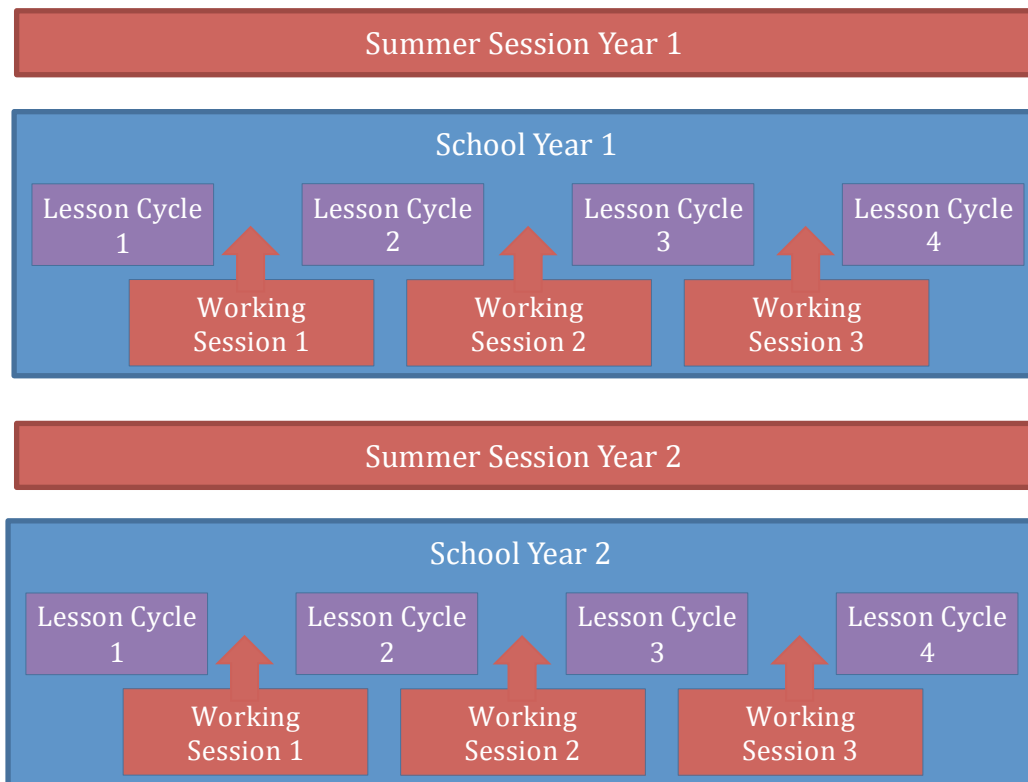 Summer Session Year 1
School Year 1
Lesson Cycle
1
Lesson Cycle
2
Lesson Cycle
3
Lesson Cycle
4
Working
Session 1
Working
Session 2
Working
Session 3
Summer Session Year 2
School Year 2
Lesson Cycle
1
Lesson Cycle
2
Lesson Cycle
3
Lesson Cycle
4
Working
Session 1
Working
Session 2
Working
Session 3